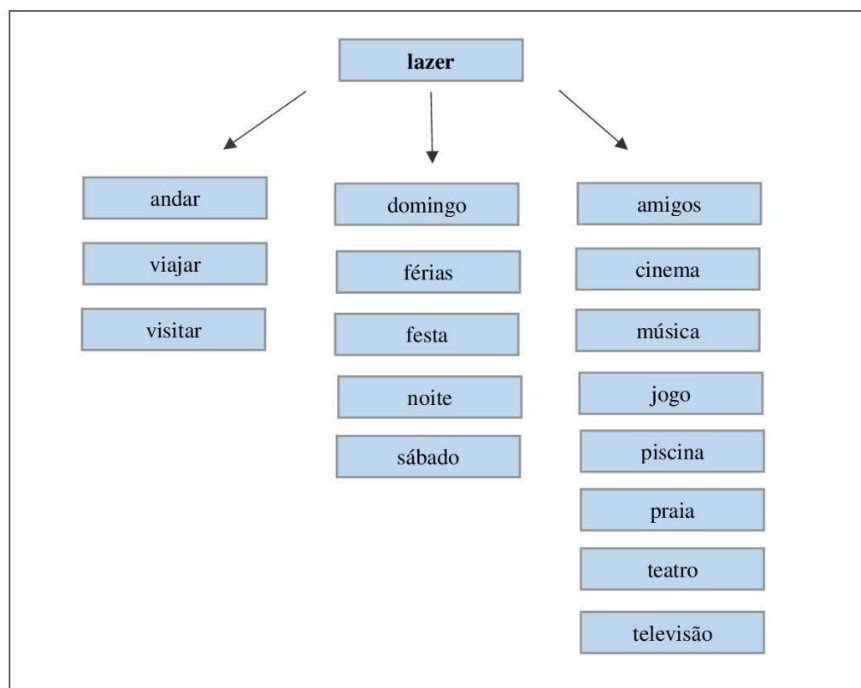 lazer
andar
viajar
visitar
domingo
férias
festa
noite
sábado
amigos
cinema
música
jogo
piscina
praia
teatro
televisão